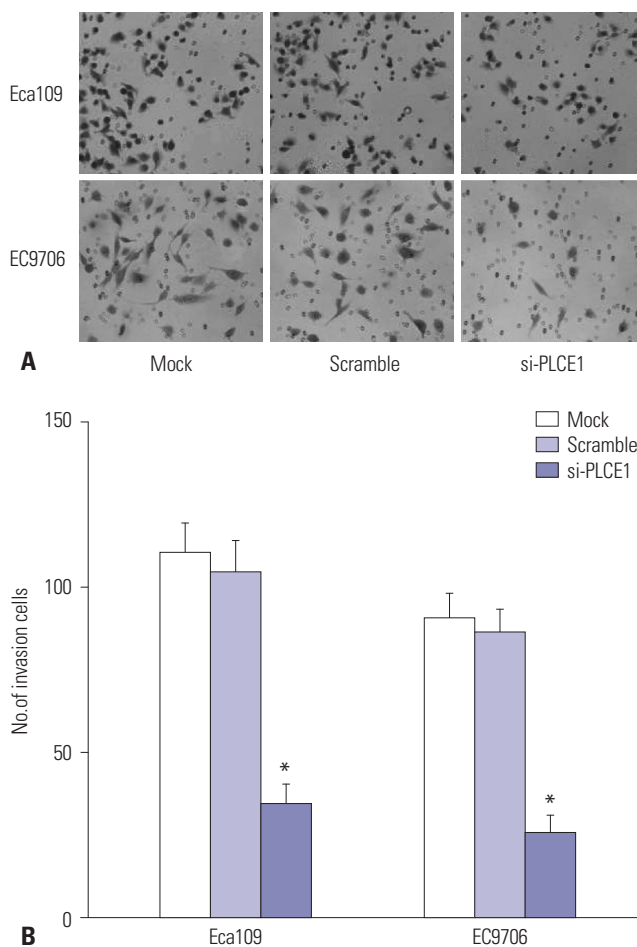 Eca109
EC9706
A
Mock
Scramble
si-PLCE1
150
Mock
Scramble
si-PLCE1
100
No.of invasion cells
50
*
*
0
B
Eca109
EC9706